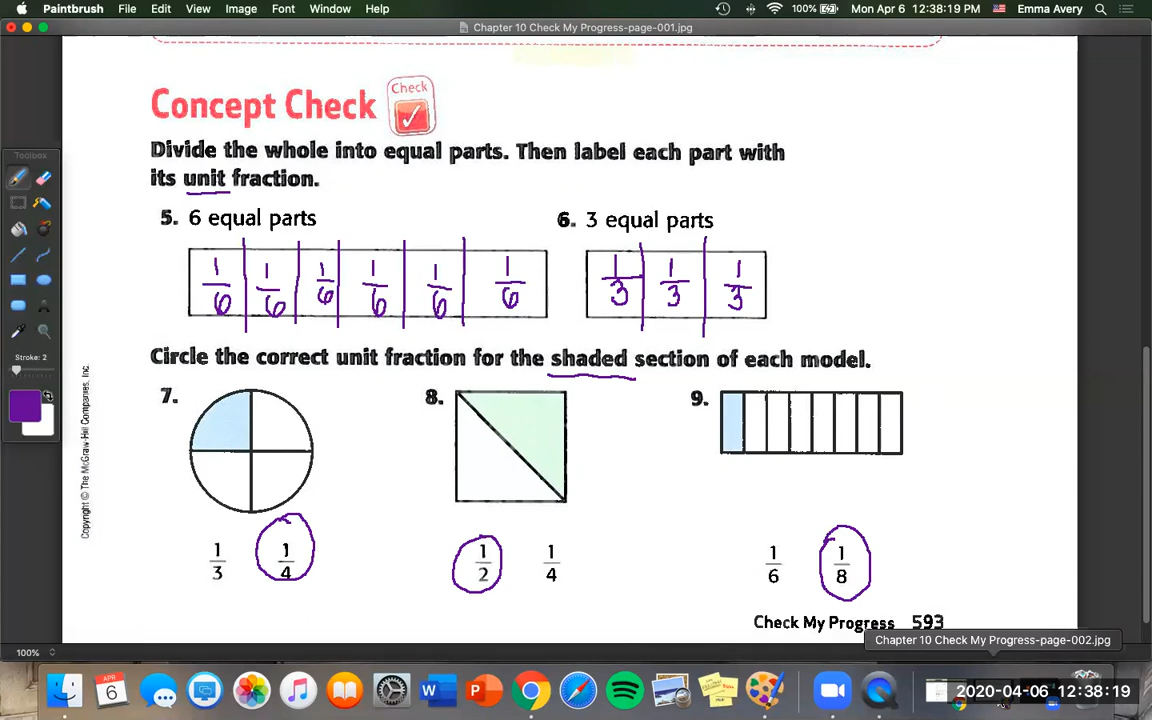 Paintbrush File Edit View Image Font Window Help 100% Mon Apr 6 12:38:19 PM Emma Avery
Chapter 10 Check My Progress-page-001.jpg
Concept Check
Check
Divide the whole into equal parts. Then label each part with
its unit fraction.
5. 6 equal parts
6. 3 equal parts
1/6 1/6 1/6 1/6 1/6 1/6
1/3 1/3 1/3
Circle the correct unit fraction for the shaded section of each model.
7.
8.
9.
1/3 1/4
1/2 1/4
1/6 1/8
Check My Progress 593
Copyright © The McGraw-Hill Companies, Inc.
Toolbox
Stroke: 2
Chapter 10 Check My Progress-page-002.jpg
100%
APR
6
W
P
2020-04-06 12:38:19